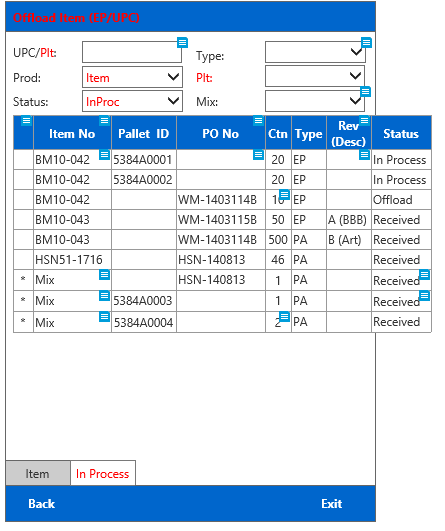 Offload Item (EP/UPC)
UPC/Plt: Type:
Prod: Item Plt:
Status: InProc Mix:
Item No Pallet ID PO No Ctn Type Rev (Desc) Status
BM10-042 5384A0001 20 EP In Process
BM10-042 5384A0002 20 EP In Process
BM10-042 WM-1403114B 10 EP Offload
BM10-043 WM-1403115B 50 EP A (BBB) Received
BM10-043 WM-1403114B 500 PA B (Art) Received
HSN51-1716 HSN-140813 46 PA Received
* Mix HSN-140813 1 PA Received
* Mix 5384A0003 1 PA Received
* Mix 5384A0004 2 PA Received
Item In Process
Back Exit